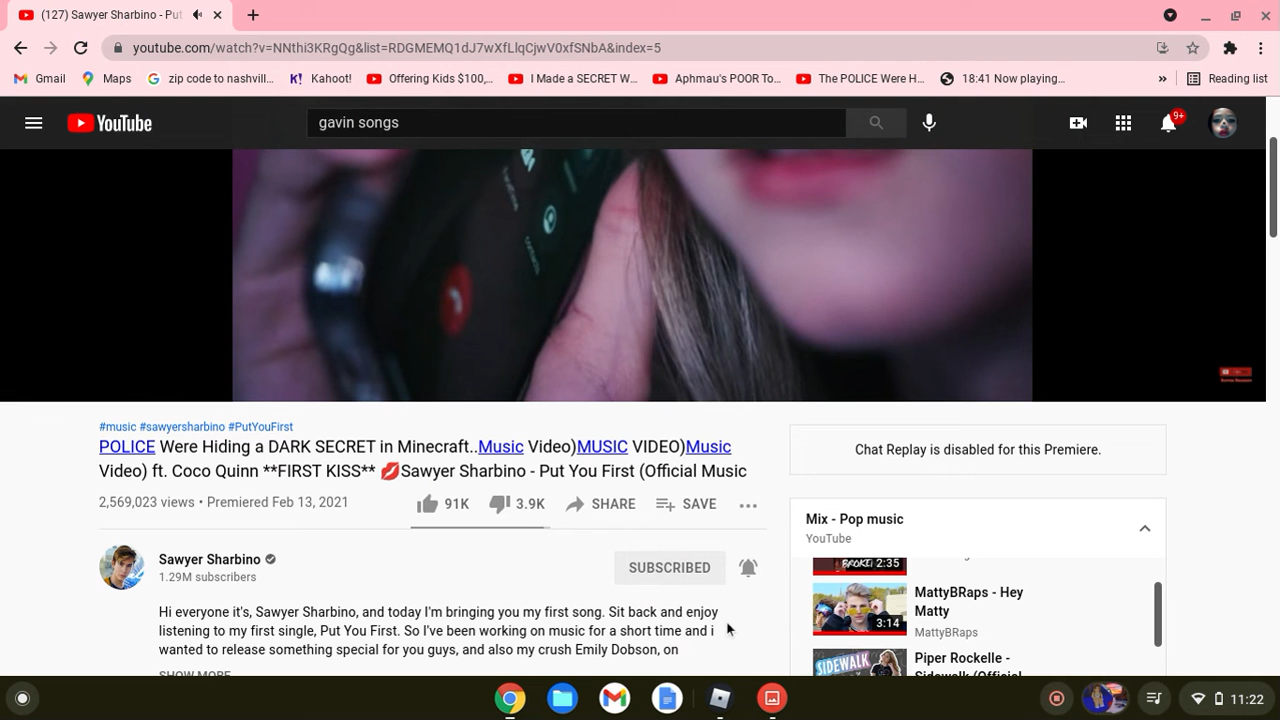 (127) Sawyer Sharbino - Put
youtube.com/watch?v=NNthi3KRgQg&list=RDGMEMQ1dJ7wXfLlqCjwV0xfSNbA&index=5
Gmail Maps zip code to nashvill... Kahoot! Offering Kids $100,... I Made a SECRET W... Aphmau's POOR To... The POLICE Were H... 18:41 Now playing... » Reading list
YouTube gavin songs 9+
contacts
#music #sawyersharbino #PutYouFirst
POLICE Were Hiding a DARK SECRET in Minecraft..Music Video)MUSIC VIDEO)Music
Video) ft. Coco Quinn **FIRST KISS** 💋Sawyer Sharbino - Put You First (Official Music
2,569,023 views • Premiered Feb 13, 2021 91K 3.9K SHARE SAVE ...
Sawyer Sharbino
1.29M subscribers
SUBSCRIBED
Hi everyone it's, Sawyer Sharbino, and today I'm bringing you my first song. Sit back and enjoy
listening to my first single, Put You First. So I've been working on music for a short time and i
wanted to release something special for you guys, and also my crush Emily Dobson, on
SHOW MORE
Chat Replay is disabled for this Premiere.
Mix - Pop music
YouTube
BROKE 2:35
MattyBRaps - Hey
Matty
MattyBRaps
3:14
SIDEWALK
Piper Rockelle -
Sidewalk (Official
11:22